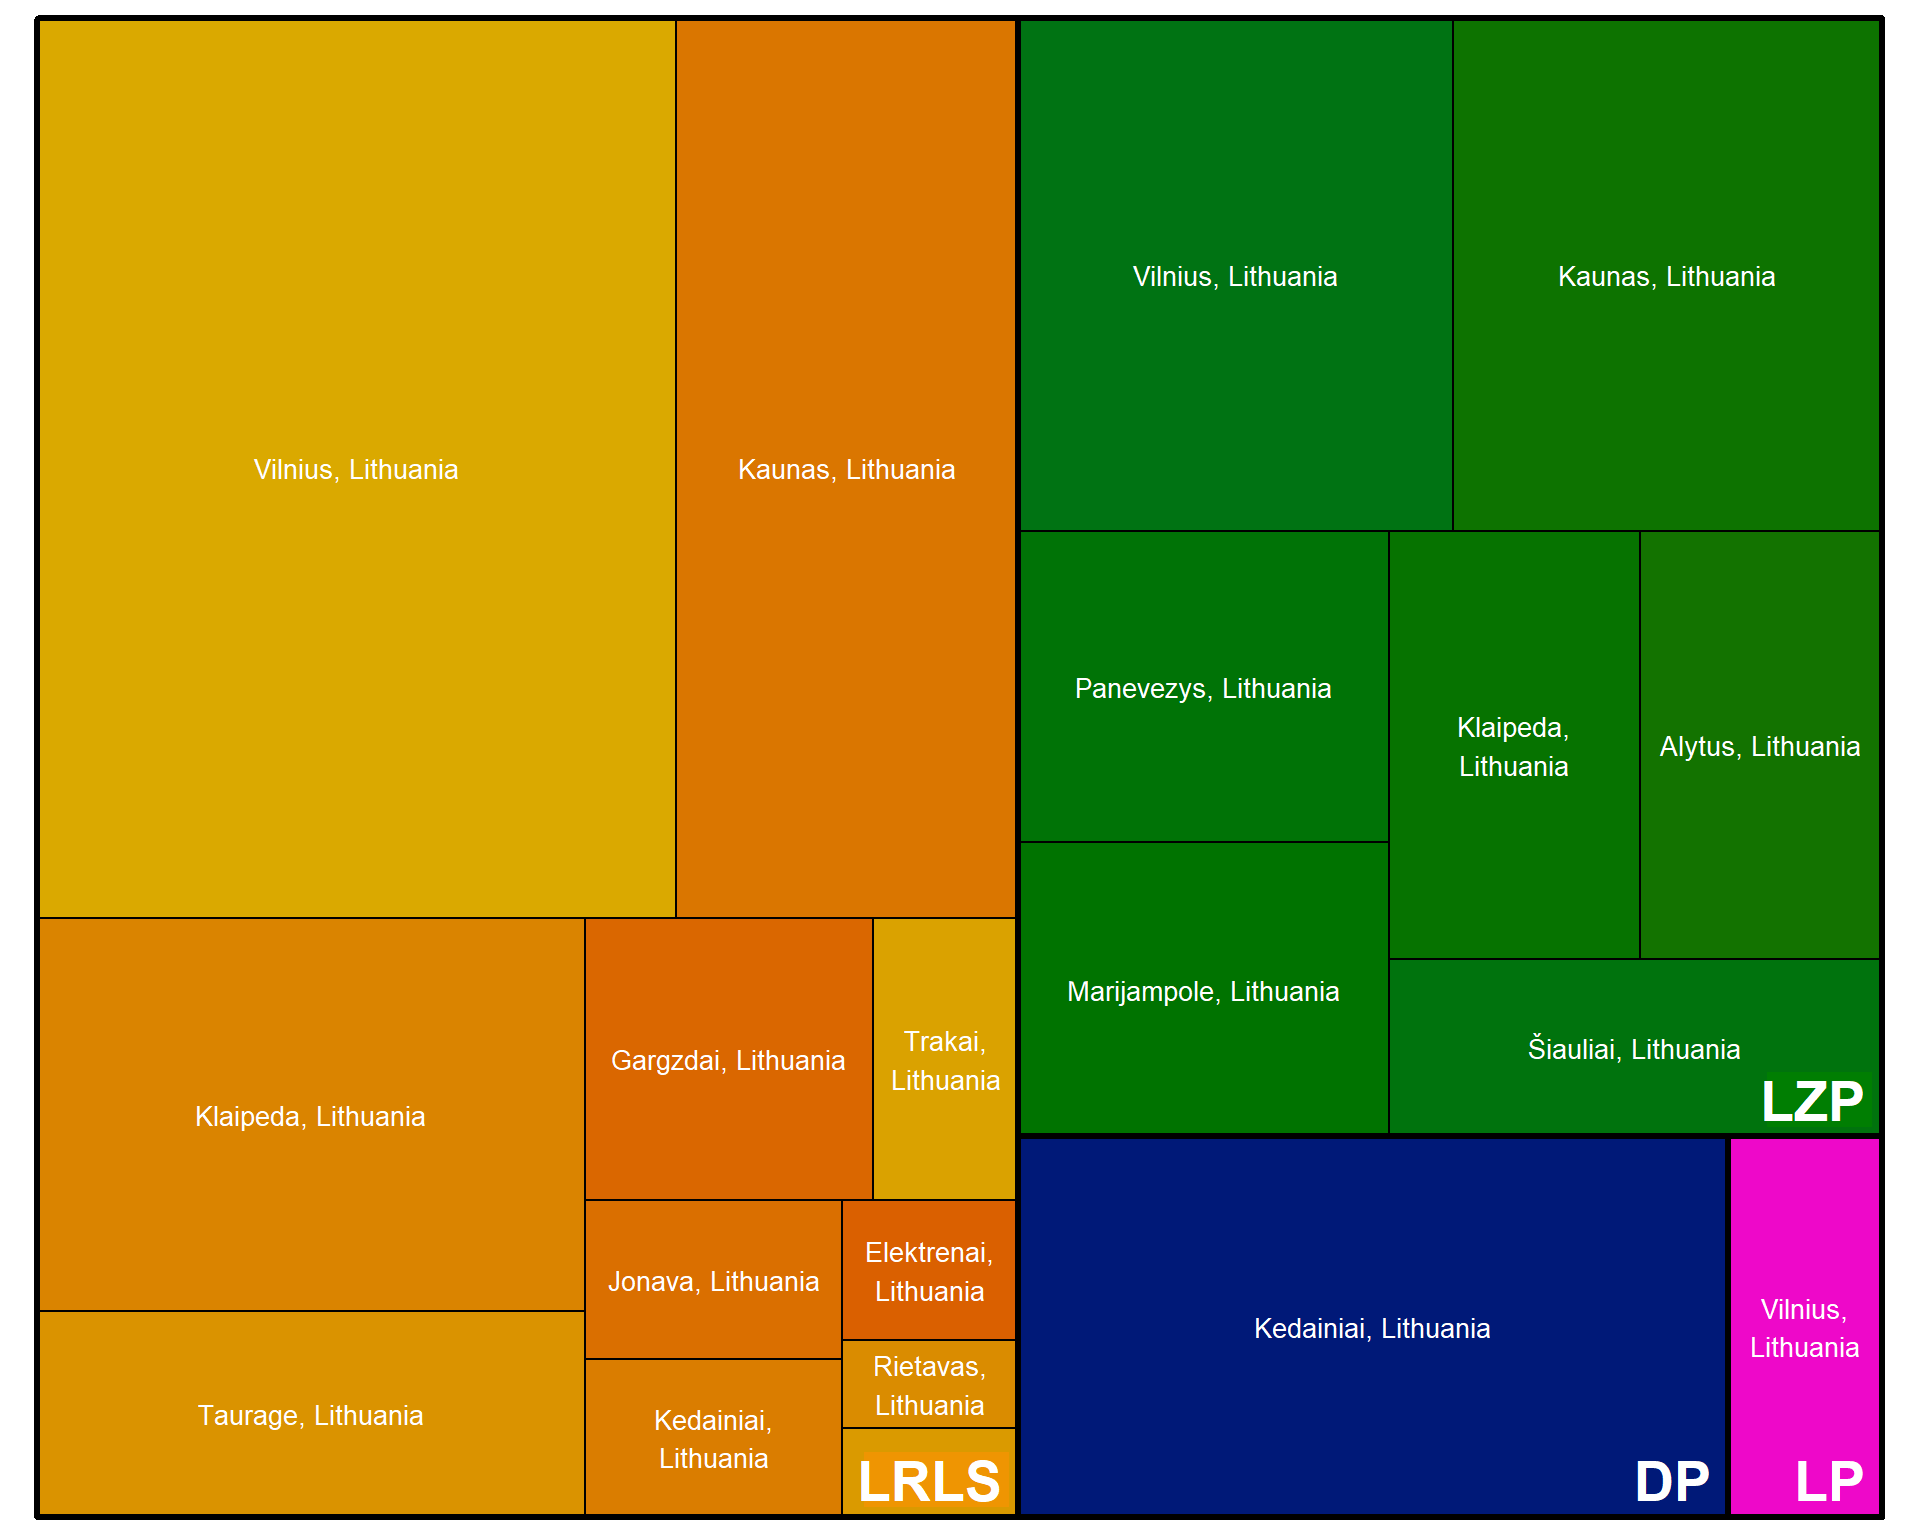 Vilnius, Lithuania
Kaunas, Lithuania
Klaipeda, Lithuania
Taurage, Lithuania
Gargzdai, Lithuania
Trakai,
Lithuania
Jonava, Lithuania
Elektrenai,
Lithuania
Rietavas,
Lithuania
Kedainiai,
Lithuania
LRLS
Vilnius, Lithuania
Kaunas, Lithuania
Panevezys, Lithuania
Klaipeda,
Lithuania
Alytus, Lithuania
Marijampole, Lithuania
Šiauliai, Lithuania
LZP
Kedainiai, Lithuania
DP
Vilnius,
Lithuania
LP